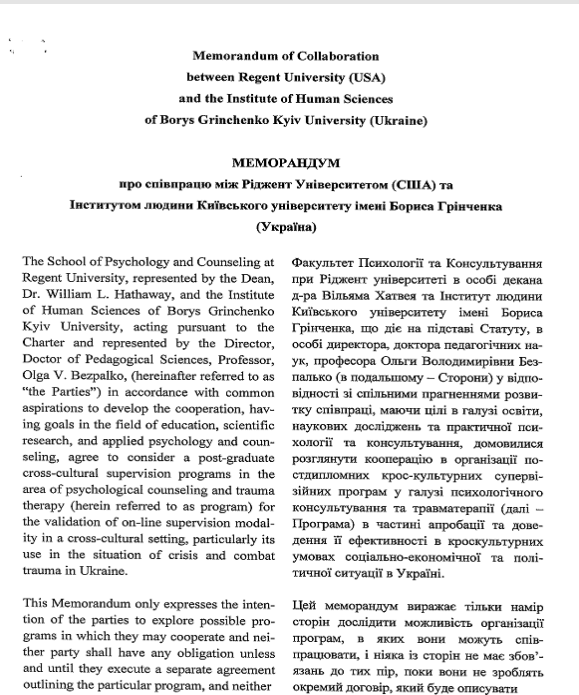 Memorandum of Collaboration
between Regent University (USA)
and the Institute of Human Sciences
of Borys Grinchenko Kyiv University (Ukraine)
МЕМОРАНДУМ
про співпрацю між Ріджент Університетом (США) та
Інститутом людини Київського університету імені Бориса Грінченка
(Україна)
The School of Psychology and Counseling at
Regent University, represented by the Dean,
Dr. William L. Hathaway, and the Institute
of Human Sciences of Borys Grinchenko
Kyiv University, acting pursuant to the
Charter and represented by the Director,
Doctor of Pedagogical Sciences, Professor,
Olga V. Bezpalko, (hereinafter referred to as
“the Parties”) in accordance with common
aspirations to develop the cooperation, hav-
ing goals in the field of education, scientific
research, and applied psychology and coun-
seling, agree to consider a post-graduate
cross-cultural supervision programs in the
area of psychological counseling and trauma
therapy (herein referred to as program) for
the validation of on-line supervision modal-
ity in a cross-cultural setting, particularly its
use in the situation of crisis and combat
trauma in Ukraine.
This Memorandum only expresses the inten-
tion of the parties to explore possible pro-
grams in which they may cooperate and nei-
ther party shall have any obligation unless
and until they execute a separate agreement
outlining the particular program, and neither
Факультет Психології та Консультування
при Ріджент університеті в особі декана
д-ра Вільяма Хатвея та Інститут людини
Київського університету імені Бориса
Грінченка, що діє на підставі Статуту, в
особі директора, доктора педагогічних на-
ук, професора Ольги Володимирівни Без-
палько (в подальшому – Сторони) у відпо-
відності зі спільними прагненнями розви-
тку співпраці, маючи цілі в галузі освіти,
наукових досліджень та практичної пси-
хології та консультування, домовилися
розглянути кооперацію в організації по-
стдипломних крос-культурних суперві-
зійних програм у галузі психологічного
консультування та травматерапії (далі –
Програма) в частині апробації та дове-
дення її ефективності в кроскультурних
умовах соціально-економічної та полі-
тичної ситуації в Україні.
Цей меморандум виражає тільки намір
сторін дослідити можливість організації
програм, в яких вони можуть спів-
працювати, і ніяка із сторін не має збов’-
язань до тих пір, поки вони не зроблять
окремий договір, який буде описувати